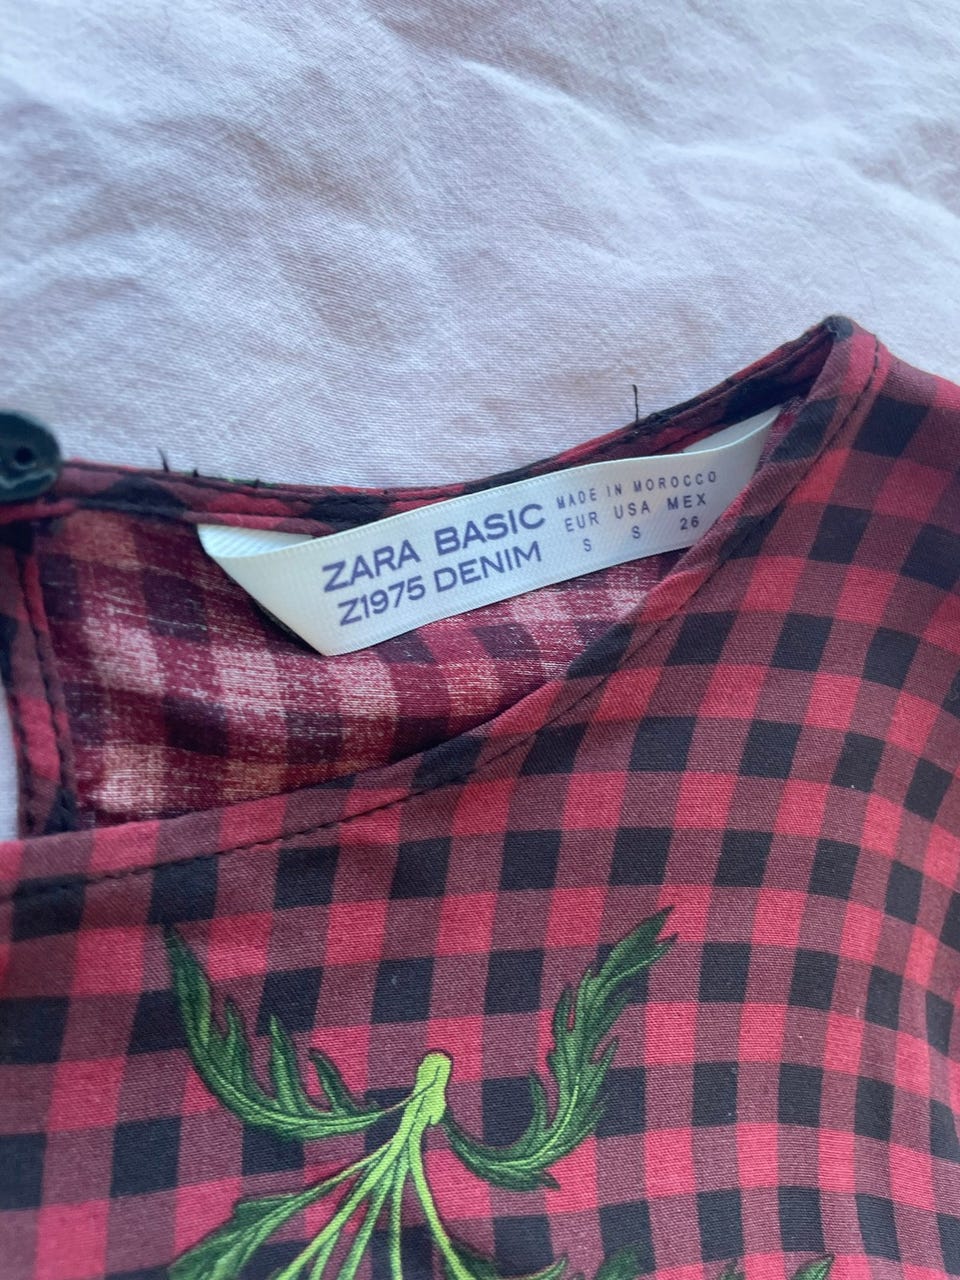 ZARA BASIC
Z1975 DENIM
MADE IN MOROCCO
EUR USA MEX
S S 26